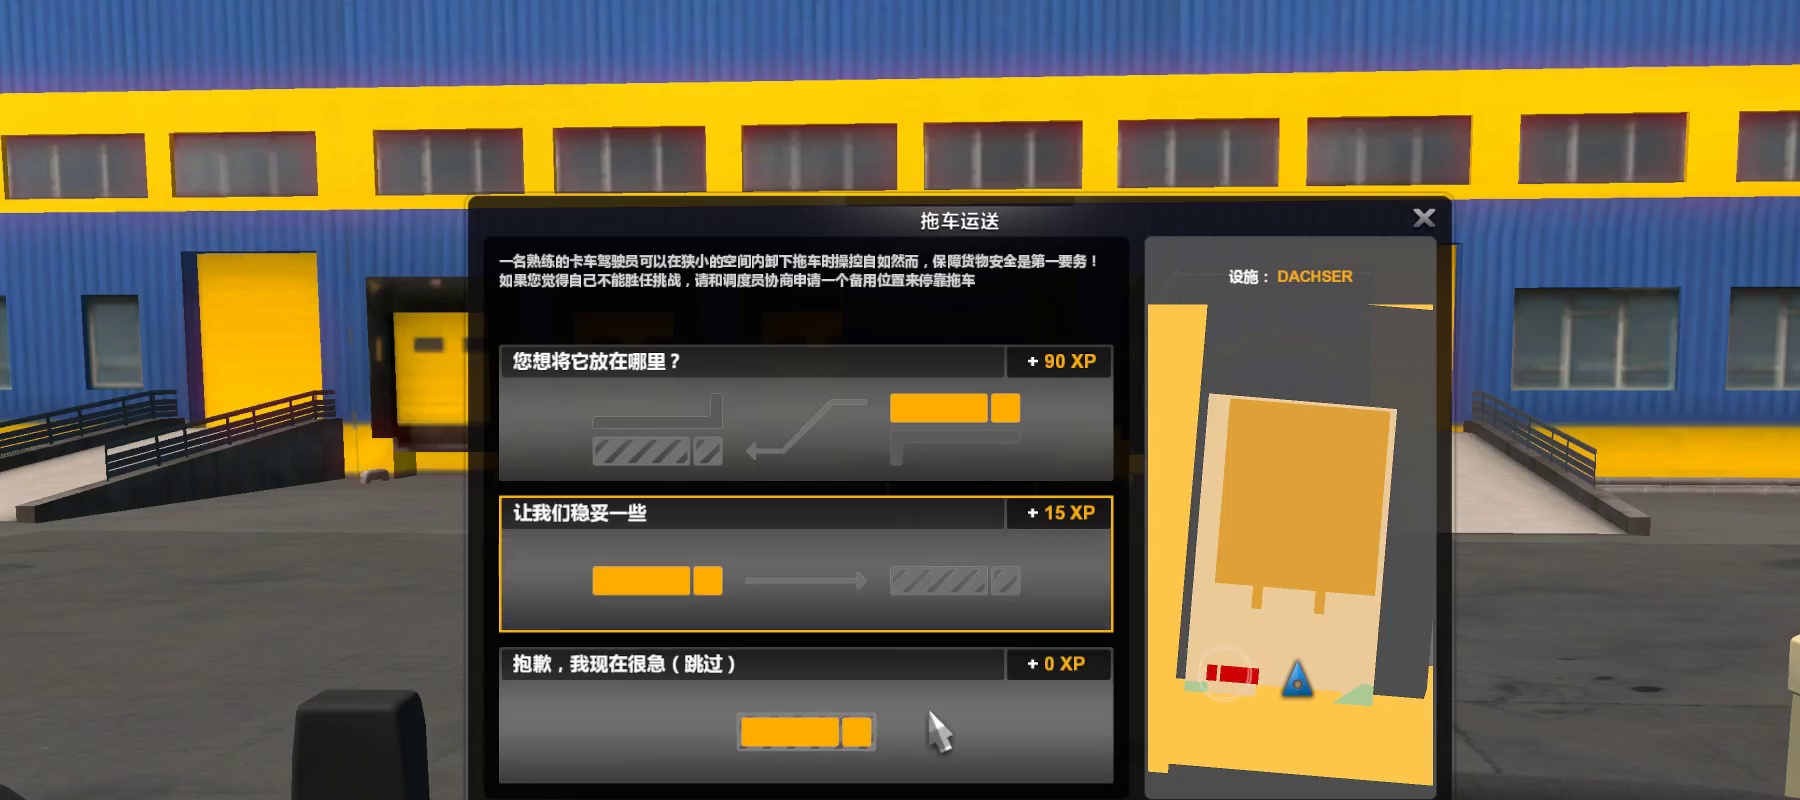 拖车运送
一名熟练的卡车驾驶员可以在狭小的空间内卸下拖车时操控自如然而，保障货物安全是第一要务！
如果您觉得自己不能胜任挑战，请和调度员协商申请一个备用位置来停靠拖车
设施： DACHSER
您想将它放在哪里？ + 90 XP
让我们稳妥一些 + 15 XP
抱歉，我现在很急（跳过） + 0 XP